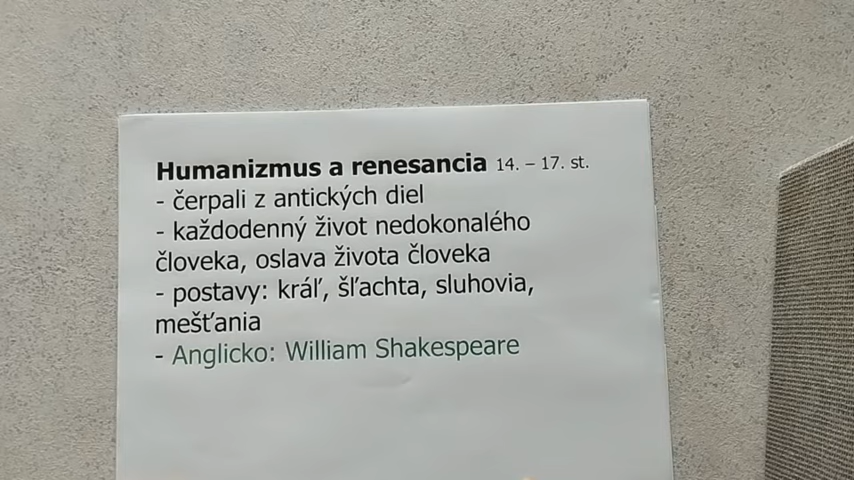 Humanizmus a renesancia 14. – 17. st.
- čerpali z antických diel
- každodenný život nedokonalého
človeka, oslava života človeka
- postavy: kráľ, šľachta, sluhovia,
mešťania
- Anglicko: William Shakespeare